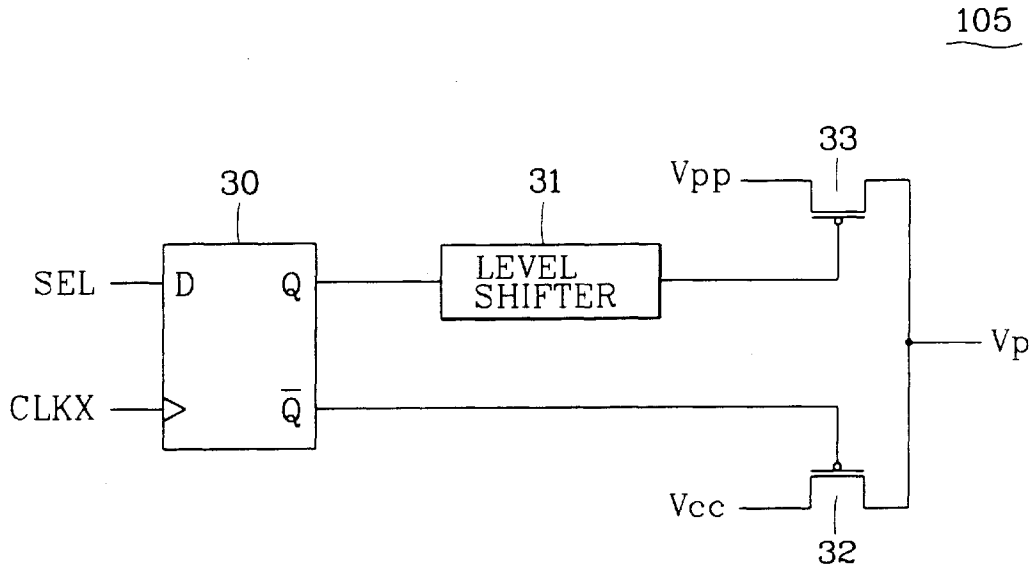 105
33
Vpp
30
31
SEL
D
Q
LEVEL
SHIFTER
Vp
CLKX
Q̅
Vcc
32